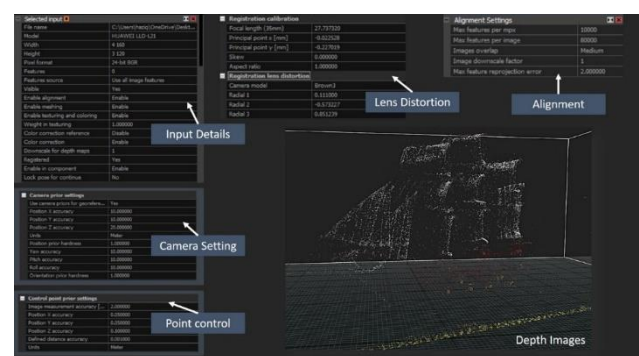 Selected input
File name C:\Users\haziq\OneDrive\Deskt...
Model HUAWEI LLD-L21
Width 4 160
Height 3 120
Pixel format 24-bit BGR
Features 0
Features source Use all image features
Visible Yes
Enable alignment Enable
Enable meshing Enable
Enable texturing and coloring Enable
Weight in texturing 1.000000
Color correction reference Disable
Color correction Enable
Downscale for depth maps 1
Registered Yes
Enable in component Enable
Lock pose for continue No
Input Details
Camera prior settings
Use camera priors for georefere... Yes
Position X accuracy 10.000000
Position Y accuracy 10.000000
Position Z accuracy 25.000000
Units Meter
Position prior hardness 1.000000
Yaw accuracy 10.000000
Pitch accuracy 10.000000
Roll accuracy 10.000000
Orientation prior hardness 1.000000
Camera Setting
Control point prior settings
Image measurement accuracy [... 2.000000
Position X accuracy 0.050000
Position Y accuracy 0.050000
Position Z accuracy 0.100000
Defined distance accuracy 0.001000
Units Meter
Point control
Registration calibration
Focal length (35mm) 27.737320
Principal point x [mm] -0.022528
Principal point y [mm] -0.227019
Skew 0.000000
Aspect ratio 1.000000
Registration lens distortion
Camera model Brown3
Radial 1 0.111000
Radial 2 -0.573227
Radial 3 0.851239
Lens Distortion
Alignment Settings
Max features per mpx 10000
Max features per image 80000
Images overlap Medium
Image downscale factor 1
Max feature reprojection error 2.000000
Alignment
Depth Images